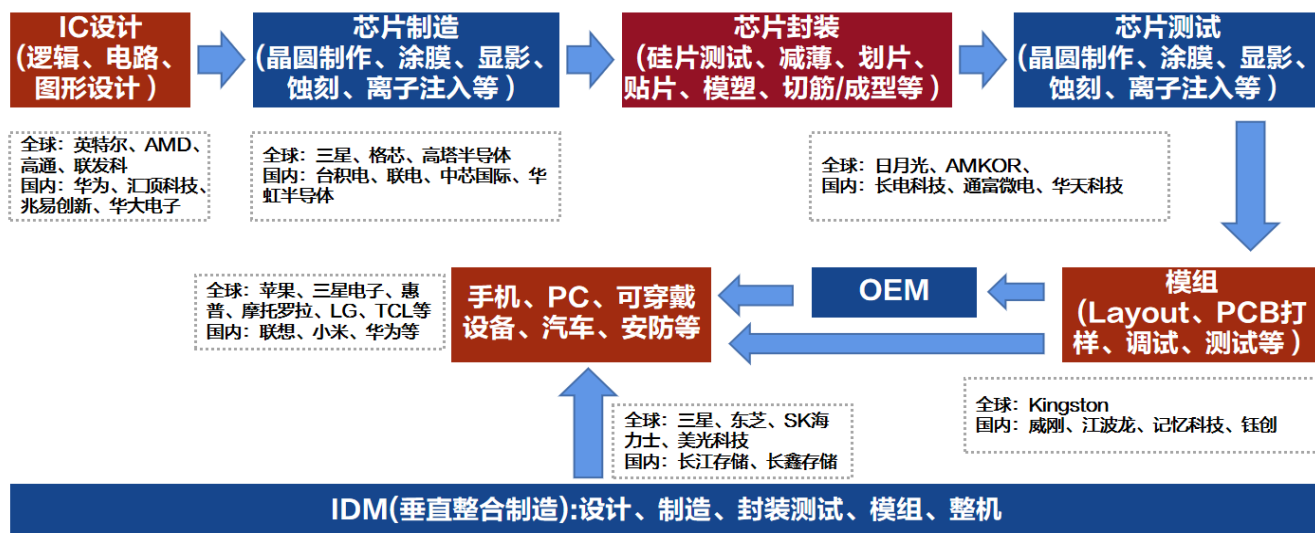 IC设计
(逻辑、电路、
图形设计）
芯片制造
(晶圆制作、涂膜、显影、
蚀刻、离子注入等）
芯片封装
(硅片测试、减薄、划片、
贴片、模塑、切筋/成型等）
芯片测试
(晶圆制作、涂膜、显影、
蚀刻、离子注入等）
全球：英特尔、AMD、
高通、联发科
国内：华为、汇顶科技、
兆易创新、华大电子
全球：三星、格芯、高塔半导体
国内：台积电、联电、中芯国际、华
虹半导体
全球：日月光、AMKOR、
国内：长电科技、通富微电、华天科技
全球：苹果、三星电子、惠
普、摩托罗拉、LG、TCL等
国内：联想、小米、华为等
手机、PC、可穿戴
设备、汽车、安防等
OEM
模组
（Layout、PCB打
样、调试、测试等）
全球：Kingston
国内：威刚、江波龙、记忆科技、钰创
全球：三星、东芝、SK海
力士、美光科技
国内：长江存储、长鑫存储
IDM(垂直整合制造):设计、制造、封装测试、模组、整机